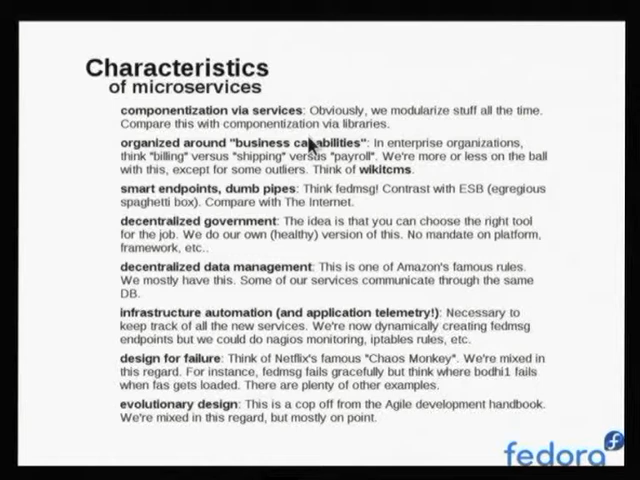 Characteristics
of microservices
componentization via services: Obviously, we modularize stuff all the time.
Compare this with componentization via libraries.
organized around "business capabilities": In enterprise organizations,
think "billing" versus "shipping" versus "payroll". We're more or less on the ball
with this, except for some outliers. Think of wikitcms.
smart endpoints, dumb pipes: Think fedmsg! Contrast with ESB (egregious
spaghetti box). Compare with The Internet.
decentralized government: The idea is that you can choose the right tool
for the job. We do our own (healthy) version of this. No mandate on platform,
framework, etc..
decentralized data management: This is one of Amazon's famous rules.
We mostly have this. Some of our services communicate through the same
DB.
infrastructure automation (and application telemetry!): Necessary to
keep track of all the new services. We're now dynamically creating fedmsg
endpoints but we could do nagios monitoring, iptables rules, etc.
design for failure: Think of Netflix's famous "Chaos Monkey". We're mixed in
this regard. For instance, fedmsg fails gracefully but think where bodhi1 fails
when fas gets loaded. There are plenty of other examples.
evolutionary design: This is a cop off from the Agile development handbook.
We're mixed in this regard, but mostly on point.
fedora